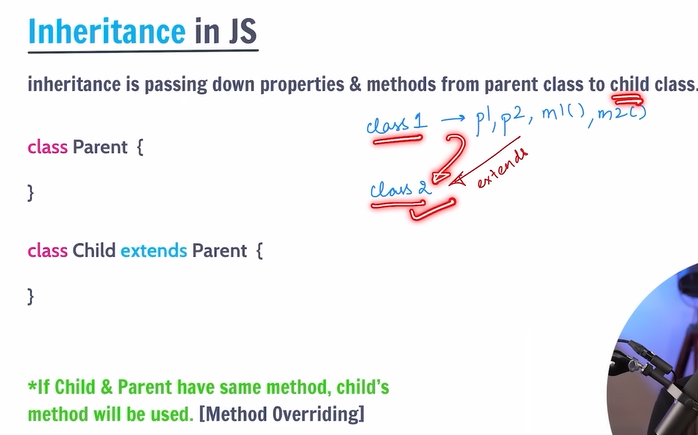 Inheritance in JS
inheritance is passing down properties & methods from parent class to child class.
class 1 → p1, p2, m1(), m2()
class Parent {
extends
}
class 2
class Child extends Parent {
}
*If Child & Parent have same method, child's
method will be used. [Method Overriding]